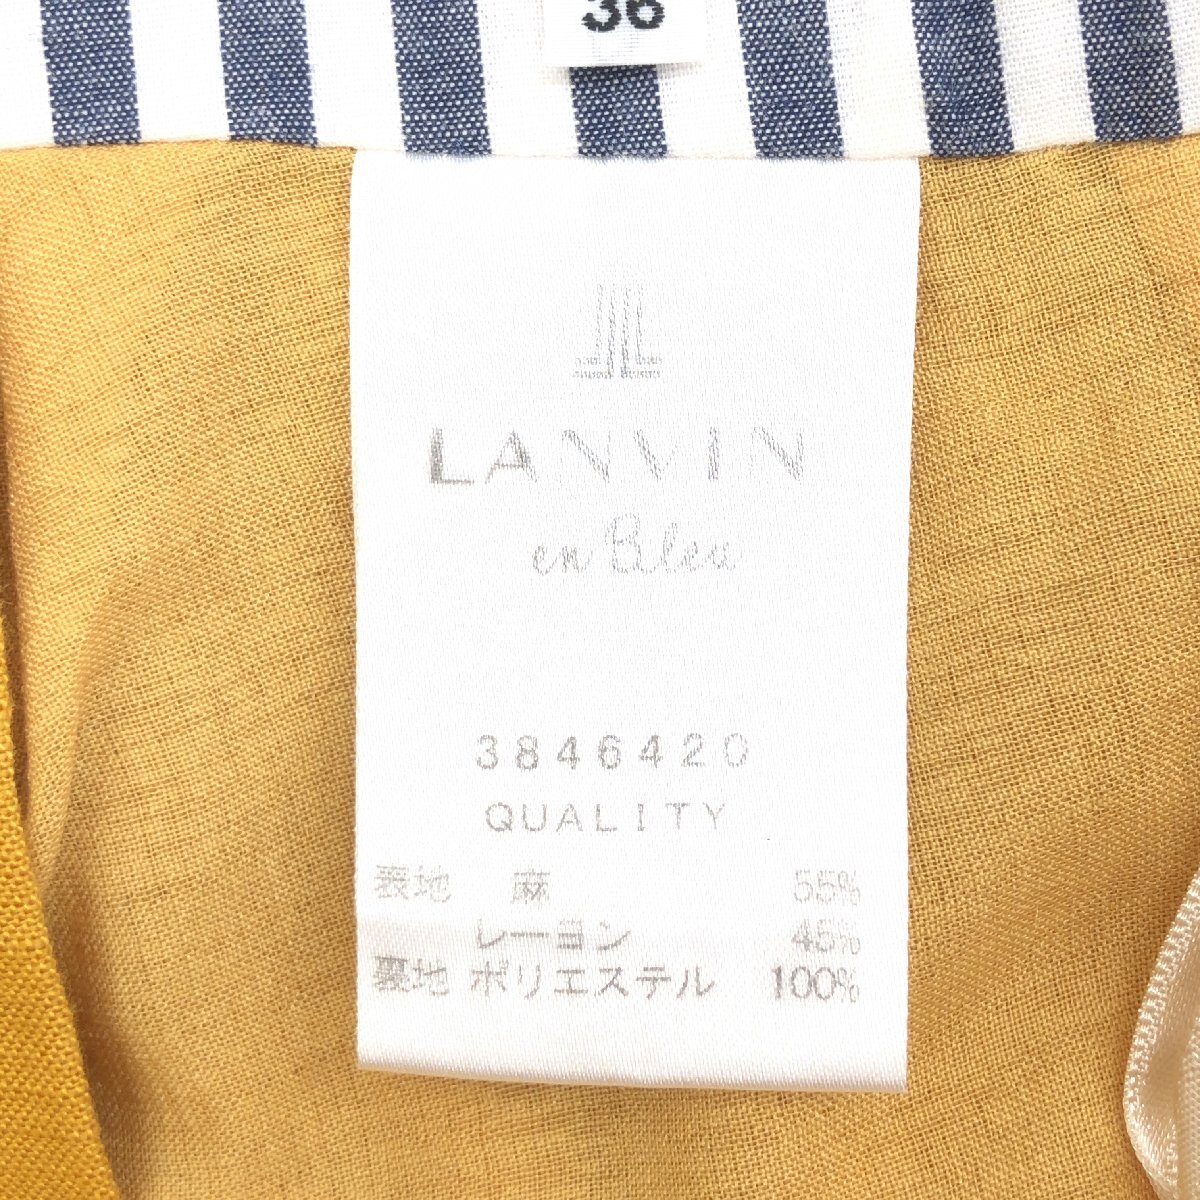 36
LANVIN
en Bleu
3846420
QUALITY
表地 麻 55%
レーヨン 45%
裏地 ポリエステル 100%